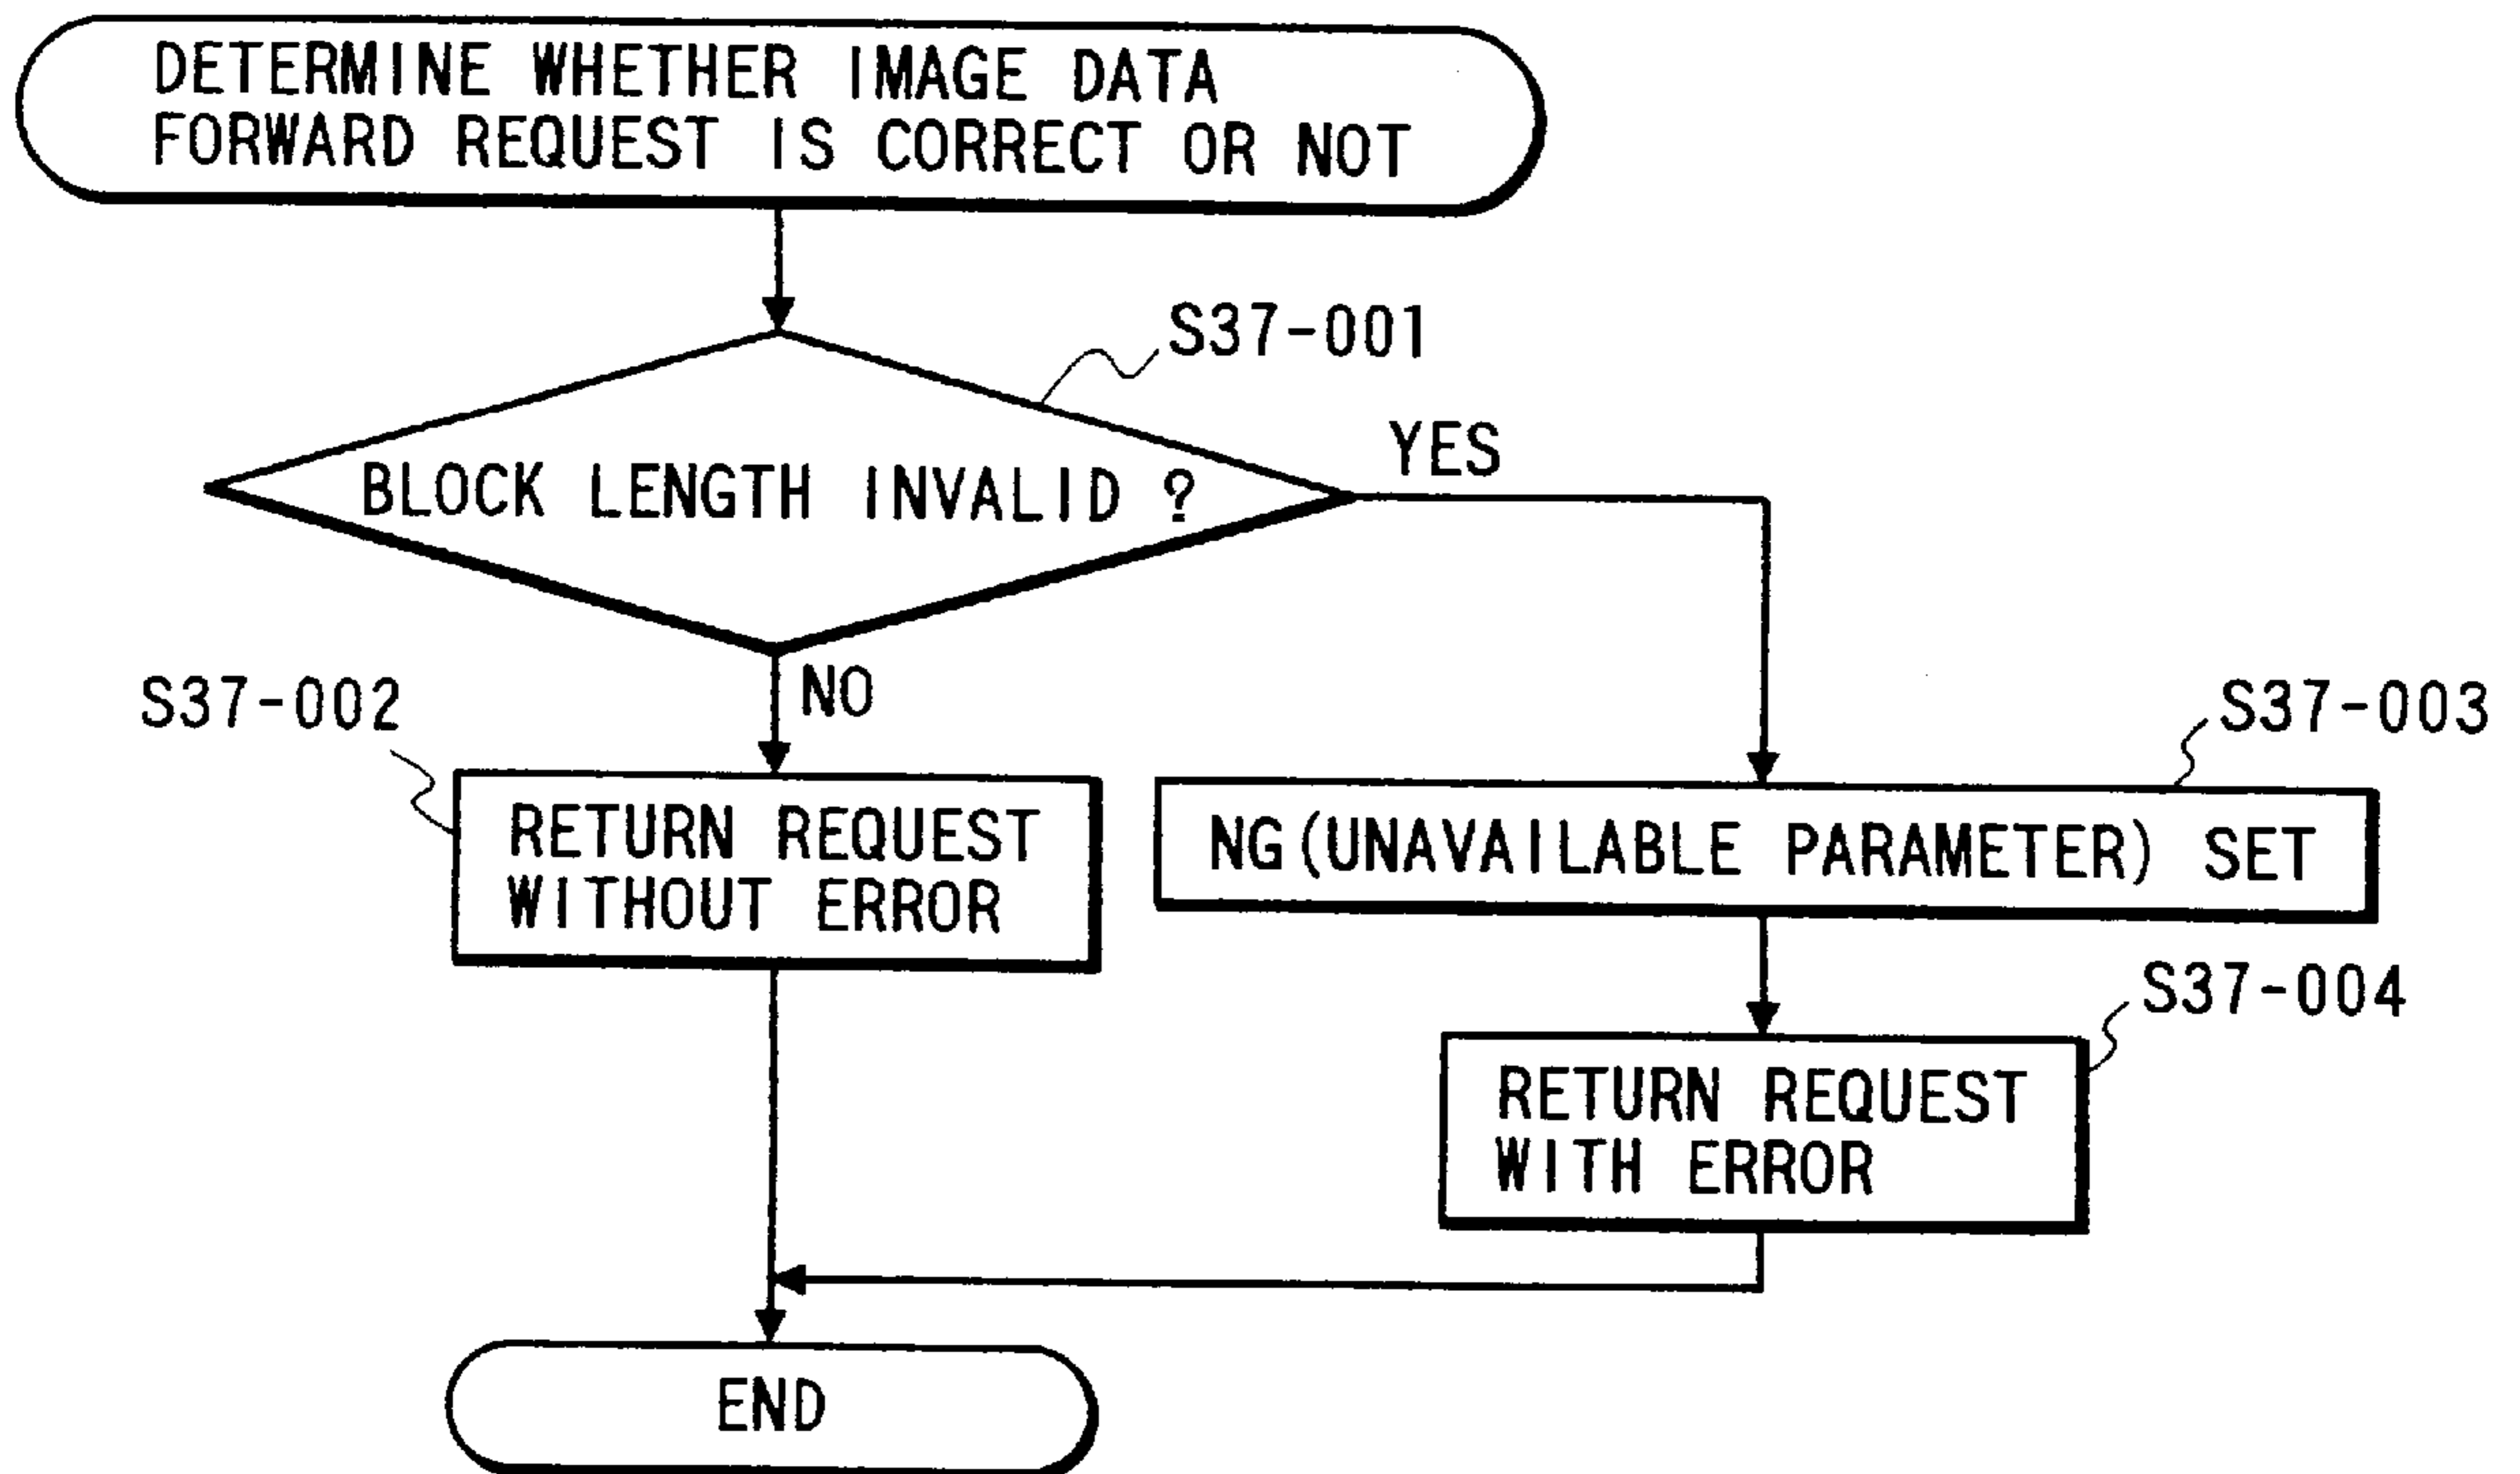 DETERMINE WHETHER IMAGE DATA
FORWARD REQUEST IS CORRECT OR NOT
S37-001
BLOCK LENGTH INVALID ?
YES
NO
S37-002
RETURN REQUEST
WITHOUT ERROR
S37-003
NG(UNAVAILABLE PARAMETER) SET
S37-004
RETURN REQUEST
WITH ERROR
END